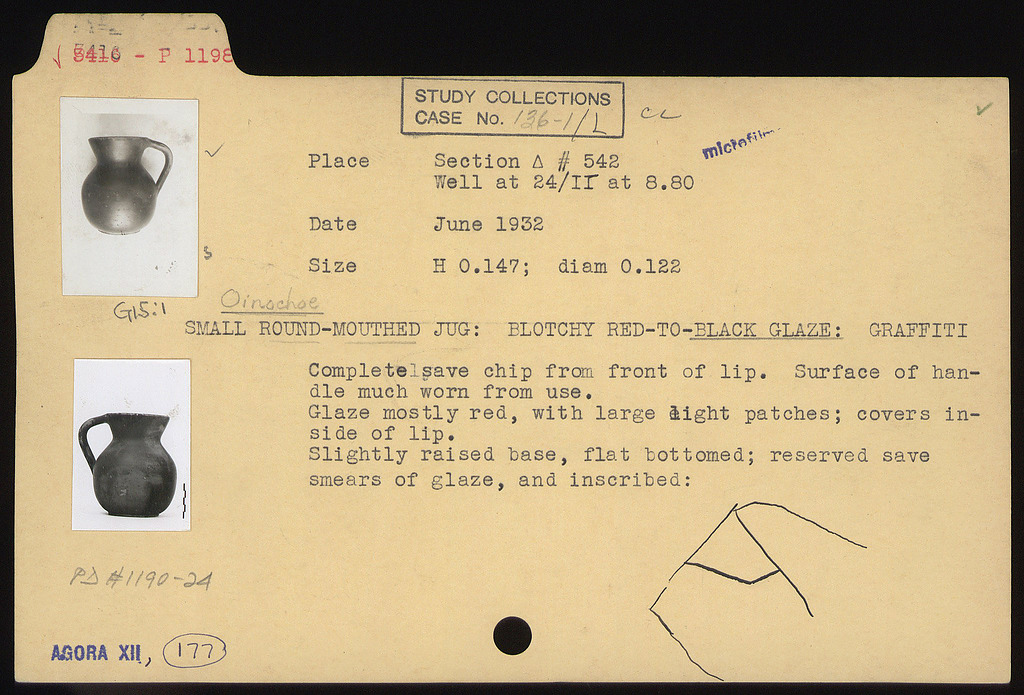 √ 3416 - P 1198
STUDY COLLECTIONS
CASE No. 136-1/L
CC
microfilm
Place Section Δ # 542
Well at 24/II at 8.80
Date June 1932
Size H 0.147; diam 0.122
G15:1
Oinochoe
SMALL ROUND-MOUTHED JUG: BLOTCHY RED-TO-BLACK GLAZE: GRAFFITI
Complete save chip from front of lip. Surface of han-
dle much worn from use.
Glaze mostly red, with large light patches; covers in-
side of lip.
Slightly raised base, flat bottomed; reserved save
smears of glaze, and inscribed:
PD #1190-24
AGORA XII, 177